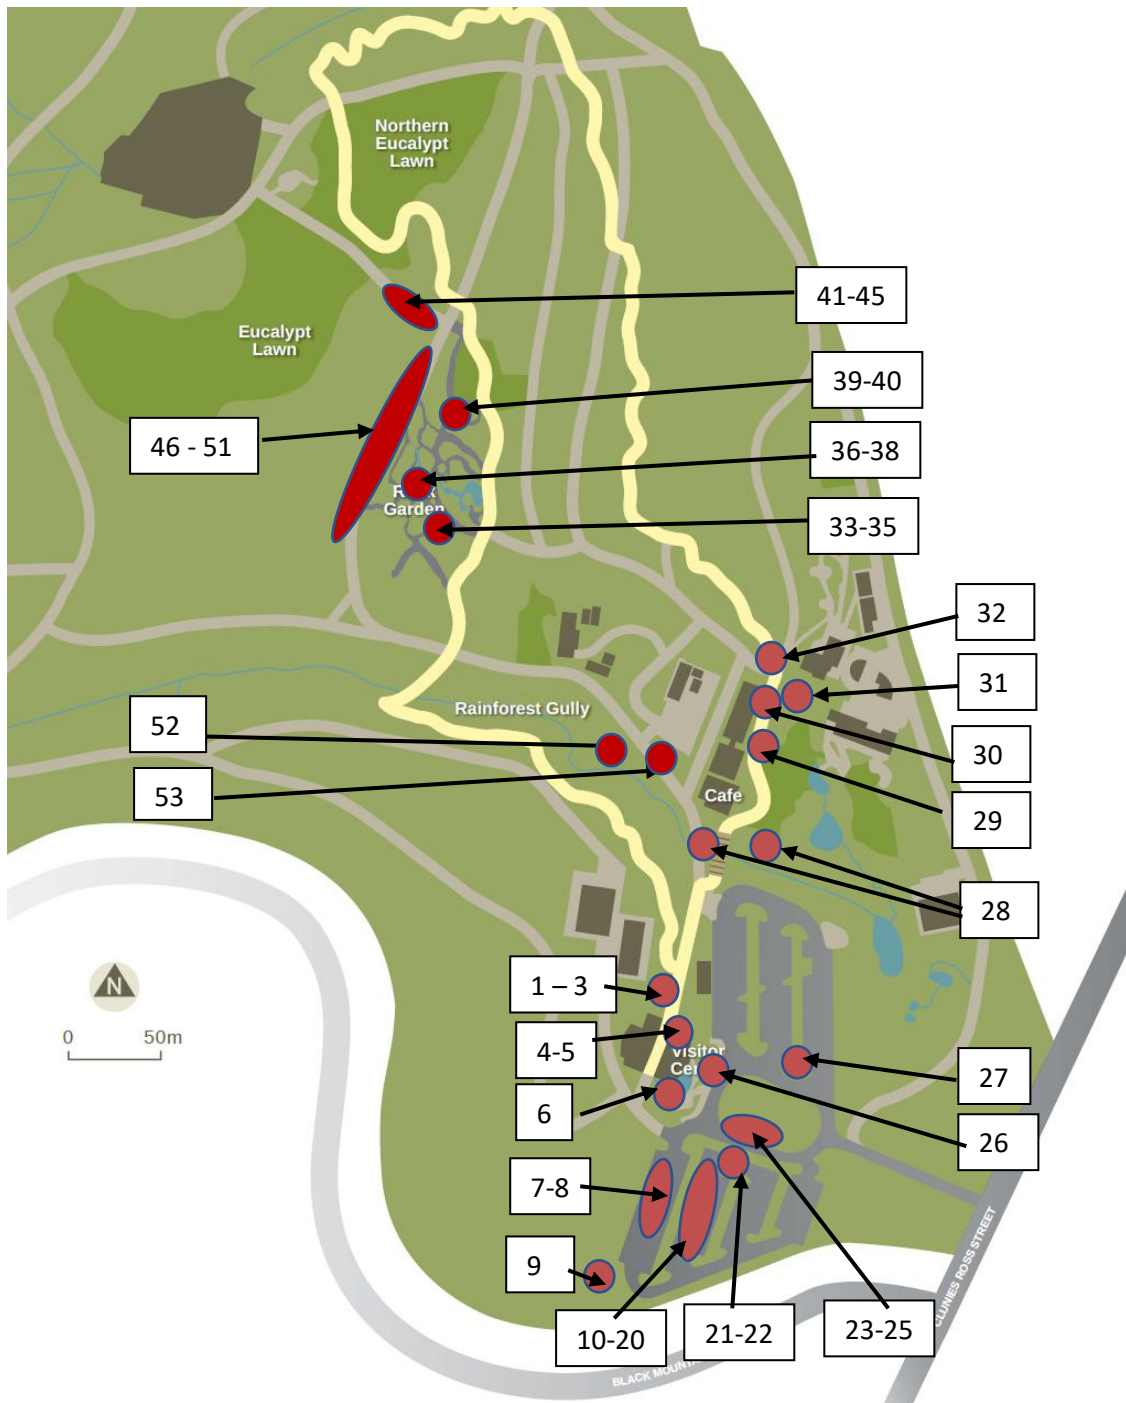 Northern
Eucalypt
Lawn
41-45
Eucalypt
Lawn
39-40
46 - 51
36-38
Garden
33-35
32
31
52
Rainforest Gully
30
53
Cafe
29
28
N
0 50m
1 – 3
4-5
Visitor
27
6
26
7-8
9
10-20
21-22
23-25
CLUNIES ROSS STREET
BLACK